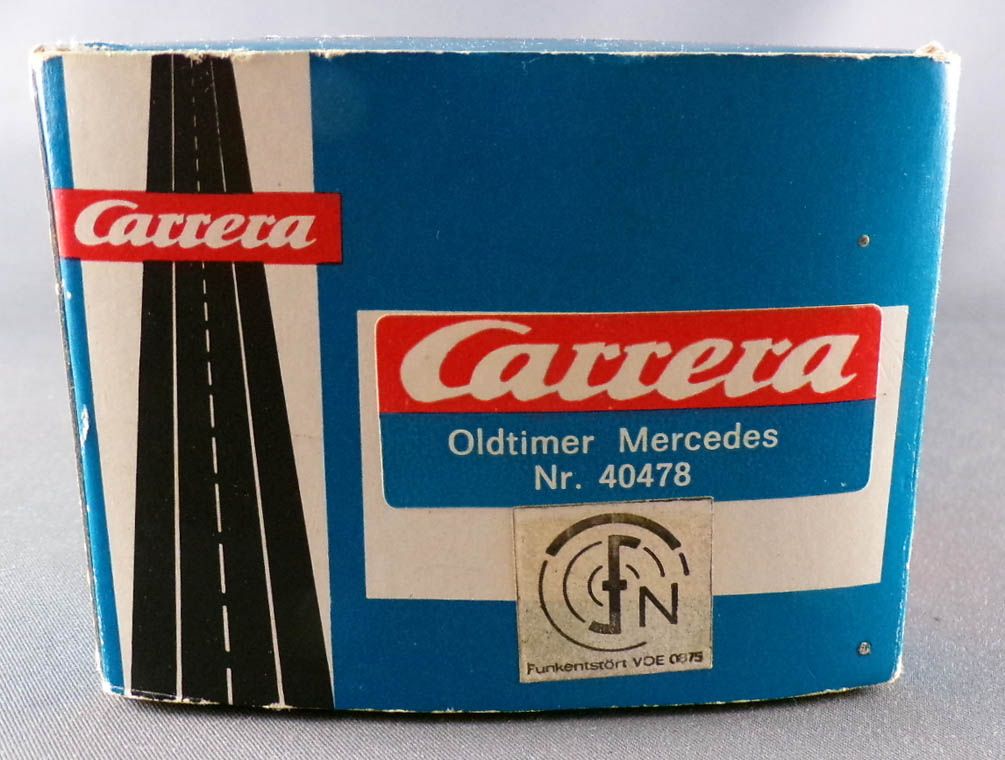 Carrera
Carrera
Oldtimer Mercedes
Nr. 40478
FN
Funkentstört VDE 0875